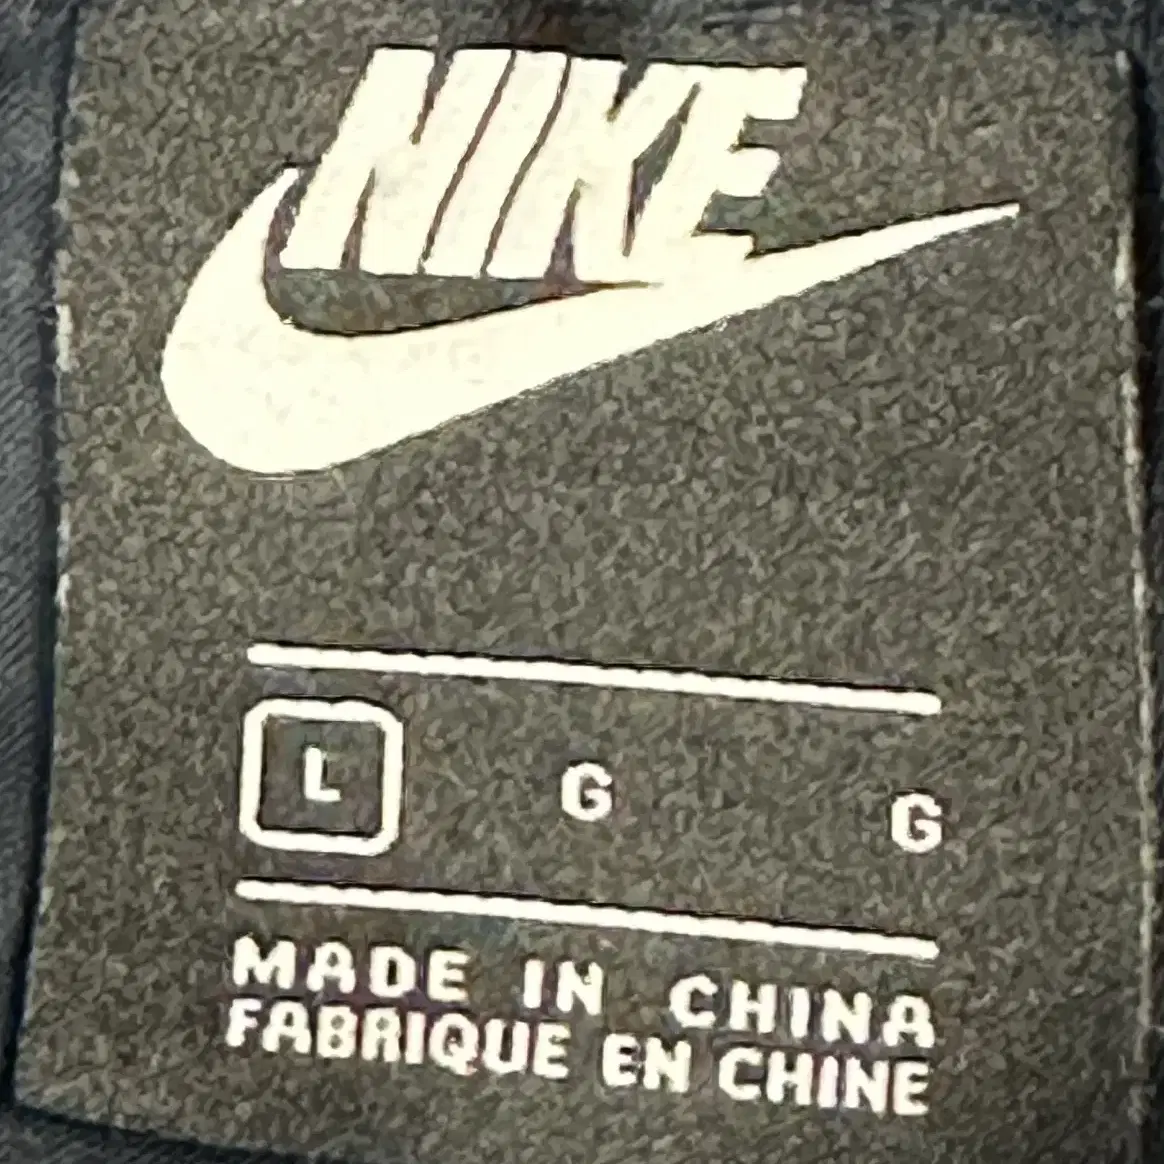 NIKE
L G G
MADE IN CHINA
FABRIQUE EN CHINE